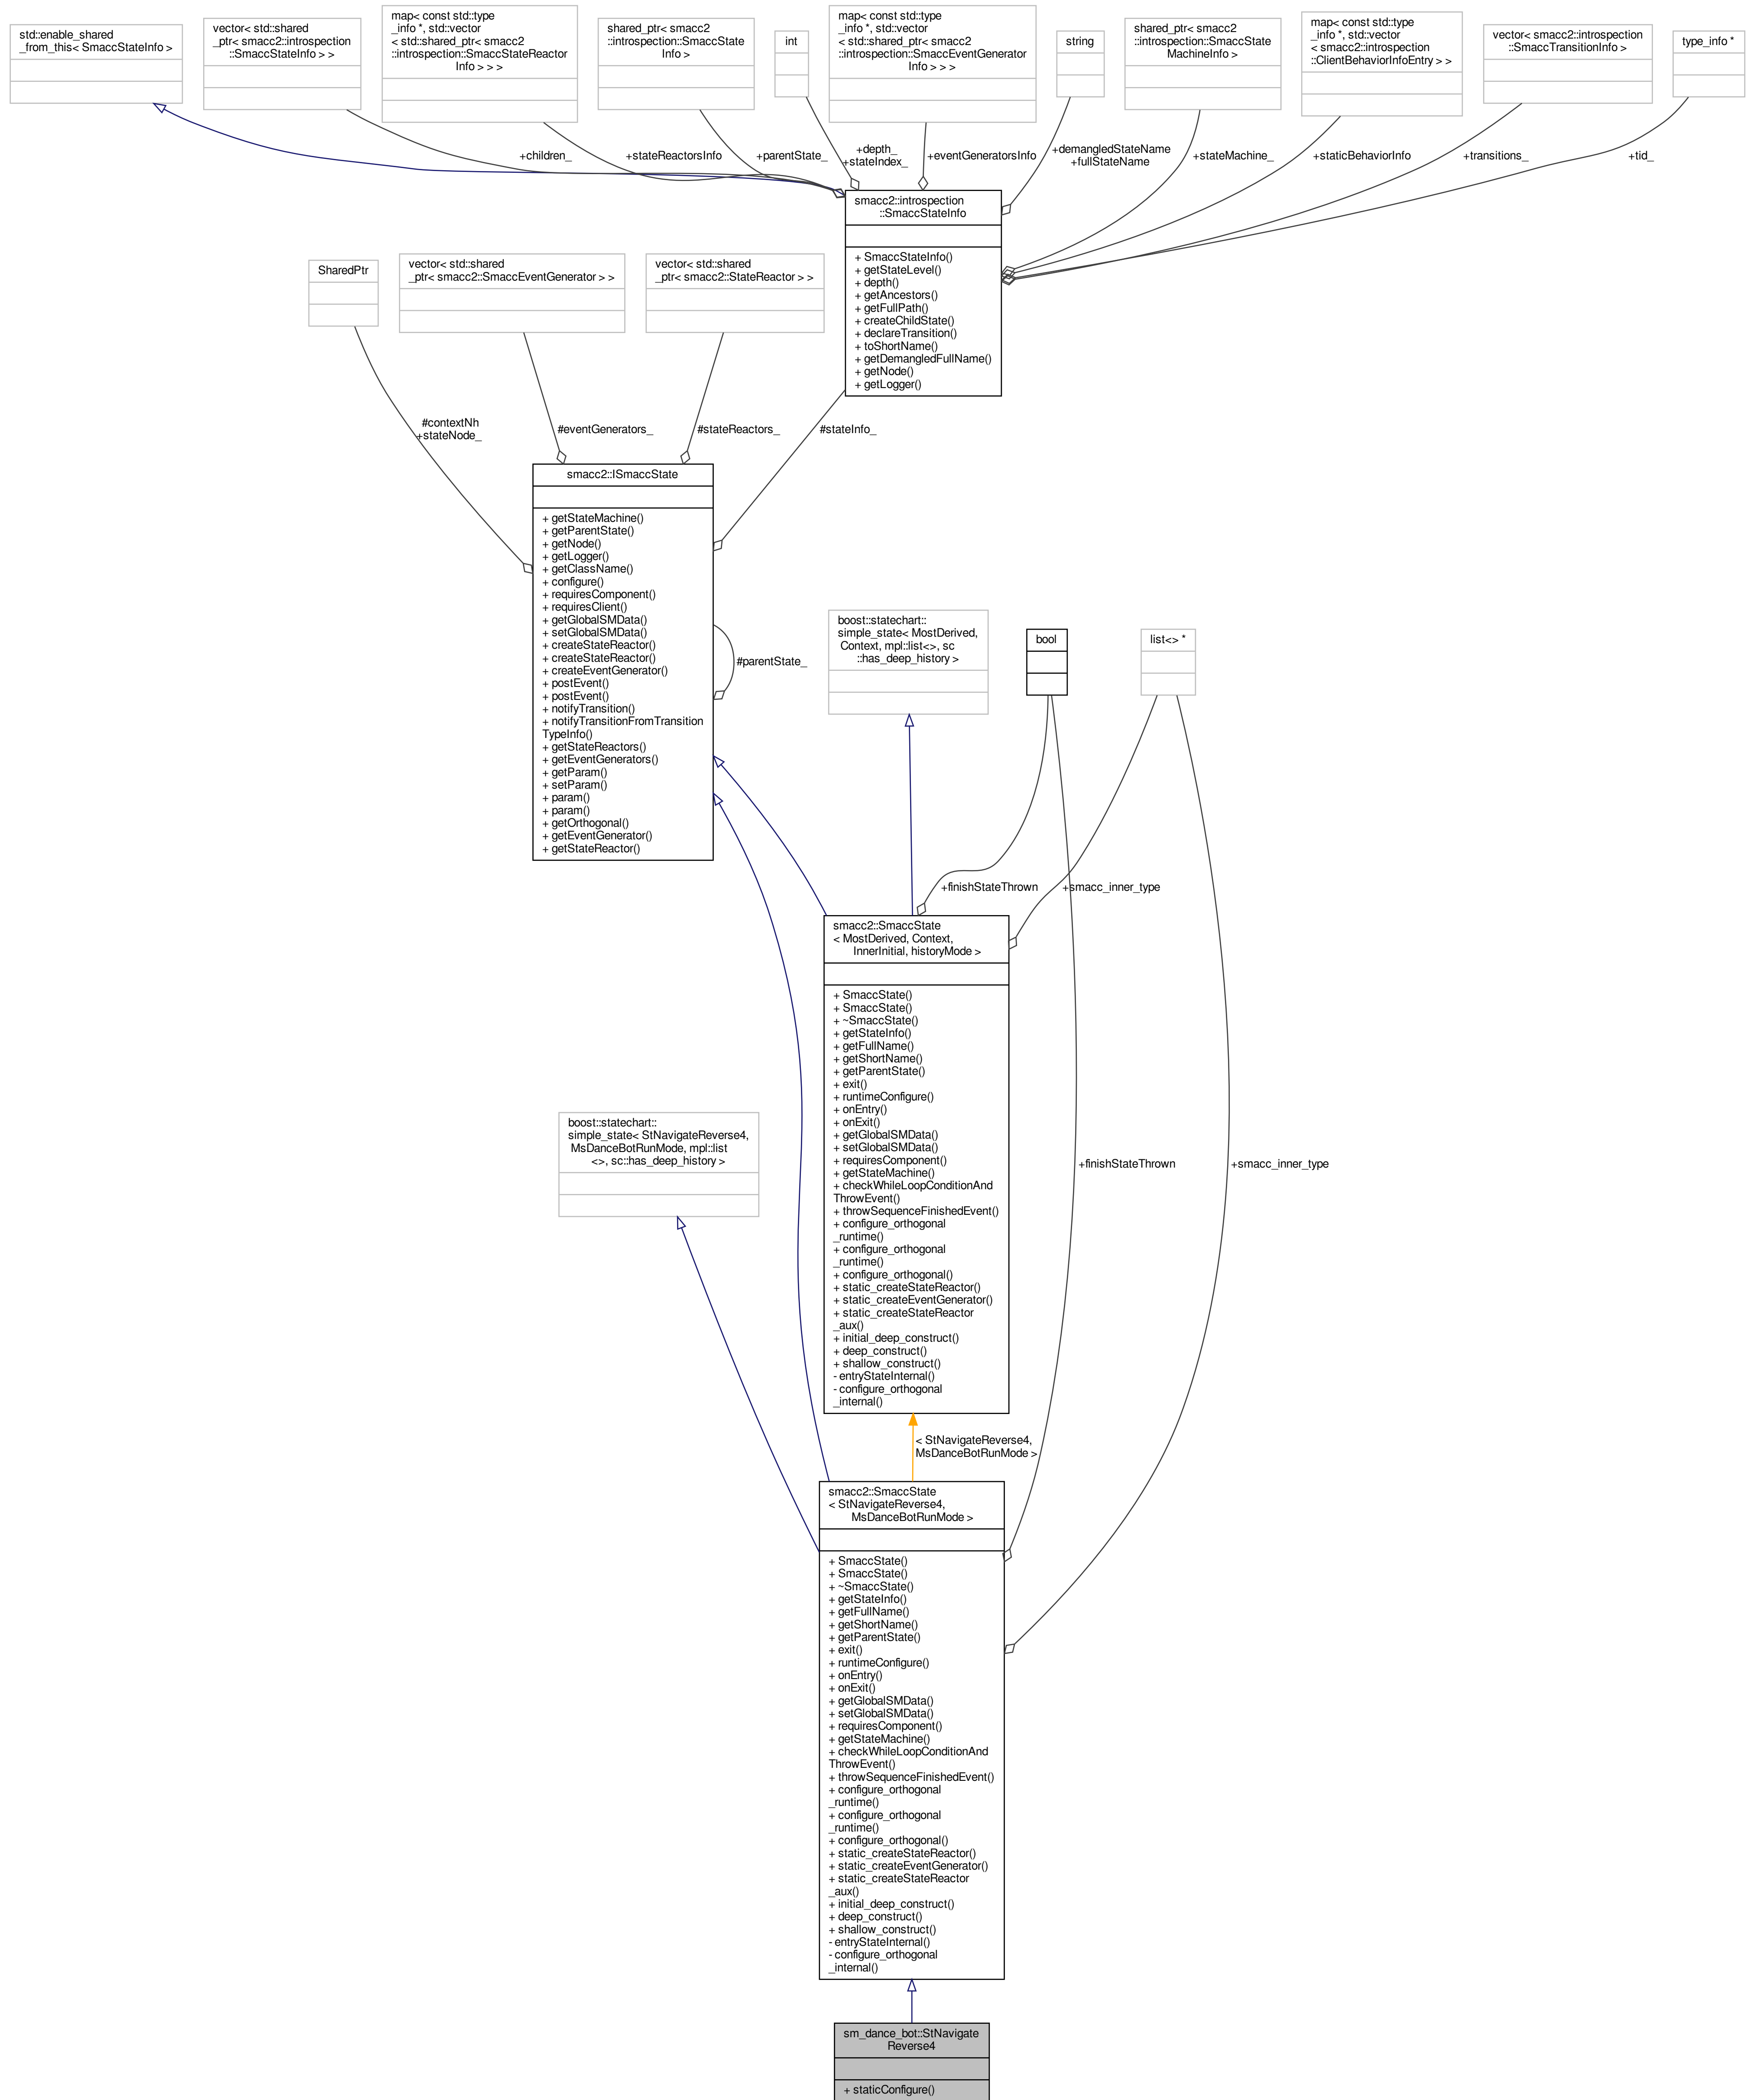 std::enable_shared
_from_this< SmaccStateInfo >
vector< std::shared
_ptr< smacc2::introspection
::SmaccStateInfo > >
map< const std::type
_info *, std::vector
< std::shared_ptr< smacc2
::introspection::SmaccStateReactor
Info > > >
shared_ptr< smacc2
::introspection::SmaccState
Info >
int
map< const std::type
_info *, std::vector
< std::shared_ptr< smacc2
::introspection::SmaccEventGenerator
Info > > >
string
shared_ptr< smacc2
::introspection::SmaccState
MachineInfo >
map< const std::type
_info *, std::vector
< smacc2::introspection
::ClientBehaviorInfoEntry > >
vector< smacc2::introspection
::SmaccTransitionInfo >
type_info *
+children_
+stateReactorsInfo
+parentState_
+depth_
+stateIndex_
+eventGeneratorsInfo
+demangledStateName
+fullStateName
+stateMachine_
+staticBehaviorInfo
+transitions_
+tid_
smacc2::introspection
::SmaccStateInfo
+ SmaccStateInfo()
+ getStateLevel()
+ depth()
+ getAncestors()
+ getFullPath()
+ createChildState()
+ declareTransition()
+ toShortName()
+ getDemangledFullName()
+ getNode()
+ getLogger()
SharedPtr
vector< std::shared
_ptr< smacc2::SmaccEventGenerator > >
vector< std::shared
_ptr< smacc2::StateReactor > >
#contextNh
+stateNode_
#eventGenerators_
#stateReactors_
#stateInfo_
smacc2::ISmaccState
+ getStateMachine()
+ getParentState()
+ getNode()
+ getLogger()
+ getClassName()
+ configure()
+ requiresComponent()
+ requiresClient()
+ getGlobalSMData()
+ setGlobalSMData()
+ createStateReactor()
+ createStateReactor()
+ createEventGenerator()
+ postEvent()
+ postEvent()
+ notifyTransition()
+ notifyTransitionFromTransition
TypeInfo()
+ getStateReactors()
+ getEventGenerators()
+ getParam()
+ setParam()
+ param()
+ param()
+ getOrthogonal()
+ getEventGenerator()
+ getStateReactor()
#parentState_
boost::statechart::
simple_state< MostDerived,
Context, mpl::list<>, sc
::has_deep_history >
bool
list<> *
+finishStateThrown
+smacc_inner_type
smacc2::SmaccState
< MostDerived, Context,
InnerInitial, historyMode >
+ SmaccState()
+ SmaccState()
+ ~SmaccState()
+ getStateInfo()
+ getFullName()
+ getShortName()
+ getParentState()
+ exit()
+ runtimeConfigure()
+ onEntry()
+ onExit()
+ getGlobalSMData()
+ setGlobalSMData()
+ requiresComponent()
+ getStateMachine()
+ checkWhileLoopConditionAnd
ThrowEvent()
+ throwSequenceFinishedEvent()
+ configure_orthogonal
_runtime()
+ configure_orthogonal
_runtime()
+ configure_orthogonal()
+ static_createStateReactor()
+ static_createEventGenerator()
+ static_createStateReactor
_aux()
+ initial_deep_construct()
+ deep_construct()
+ shallow_construct()
- entryStateInternal()
- configure_orthogonal
_internal()
boost::statechart::
simple_state< StNavigateReverse4,
MsDanceBotRunMode, mpl::list
<>, sc::has_deep_history >
+finishStateThrown
+smacc_inner_type
< StNavigateReverse4,
MsDanceBotRunMode >
smacc2::SmaccState
< StNavigateReverse4,
MsDanceBotRunMode >
+ SmaccState()
+ SmaccState()
+ ~SmaccState()
+ getStateInfo()
+ getFullName()
+ getShortName()
+ getParentState()
+ exit()
+ runtimeConfigure()
+ onEntry()
+ onExit()
+ getGlobalSMData()
+ setGlobalSMData()
+ requiresComponent()
+ getStateMachine()
+ checkWhileLoopConditionAnd
ThrowEvent()
+ throwSequenceFinishedEvent()
+ configure_orthogonal
_runtime()
+ configure_orthogonal
_runtime()
+ configure_orthogonal()
+ static_createStateReactor()
+ static_createEventGenerator()
+ static_createStateReactor
_aux()
+ initial_deep_construct()
+ deep_construct()
+ shallow_construct()
- entryStateInternal()
- configure_orthogonal
_internal()
sm_dance_bot::StNavigate
Reverse4
+ staticConfigure()